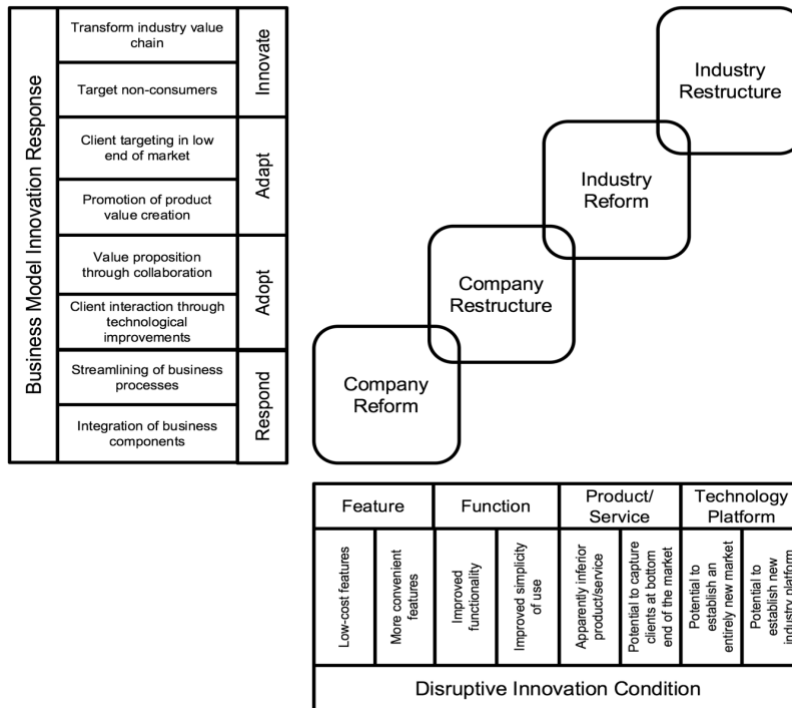 Business Model Innovation Response
Transform industry value
chain
Target non-consumers
Innovate
Client targeting in low
end of market
Promotion of product
value creation
Adapt
Value proposition
through collaboration
Client interaction through
technological
improvements
Adopt
Streamlining of business
processes
Integration of business
components
Respond
Industry
Restructure
Industry
Reform
Company
Restructure
Company
Reform
Feature
Function
Product/
Service
Technology
Platform
Low-cost features
More convenient
features
Improved
functionality
Improved simplicity
of use
Apparently inferior
product/service
Potential to capture
clients at bottom
end of the market
Potential to
establish an
entirely new market
Potential to
establish new
industry platform
Disruptive Innovation Condition